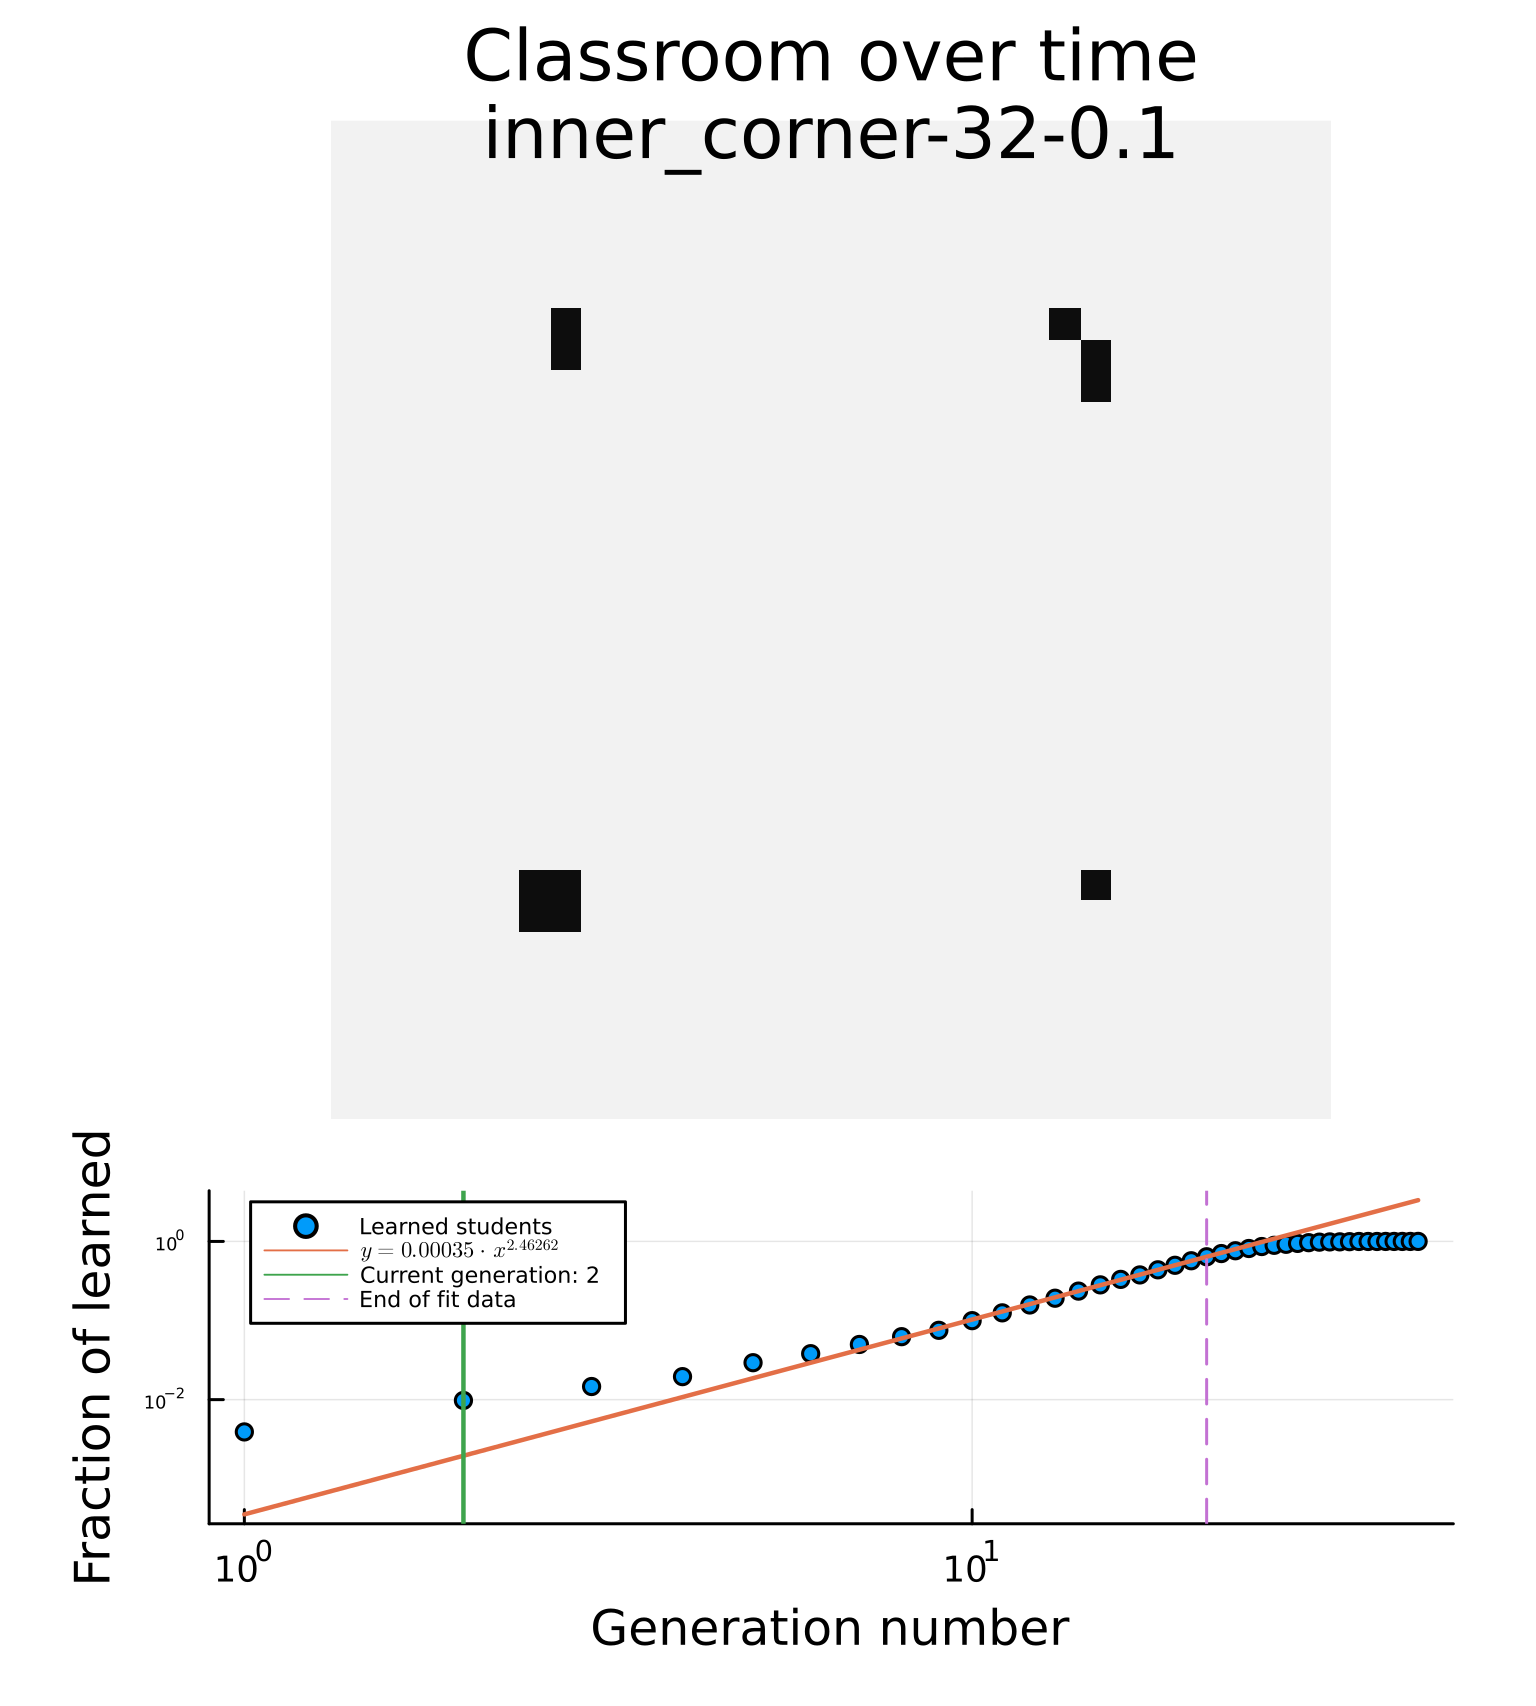 Classroom over time
inner_corner-32-0.1
Fraction of learned
10^0
10^−2
Learned students
y = 0.00035 · x^2.46262
Current generation: 2
End of fit data
10^0
10^1
Generation number